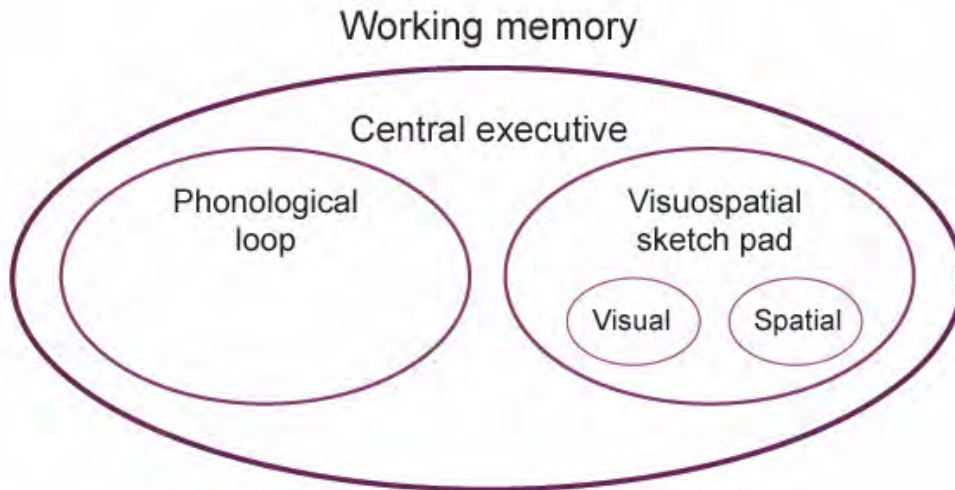 Working memory
Central executive
Phonological
loop
Visuospatial
sketch pad
Visual
Spatial